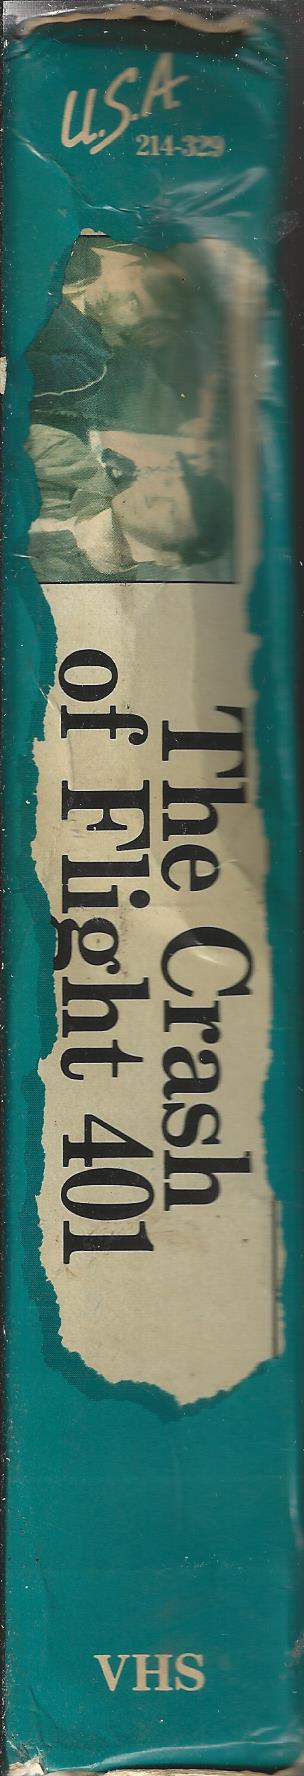 U.S.A
214-329
The Crash
of Flight 401
VHS